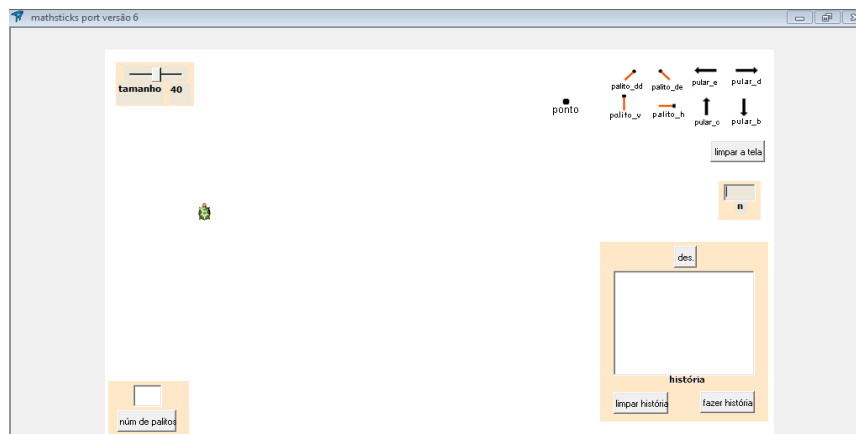 mathsticks port versão 6
tamanho 40
palito_dd palito_de pular_e pular_d
ponto
palito_v palito_h pular_c pular_b
limpar a tela
n
des.
história
limpar história fazer história
núm de palitos